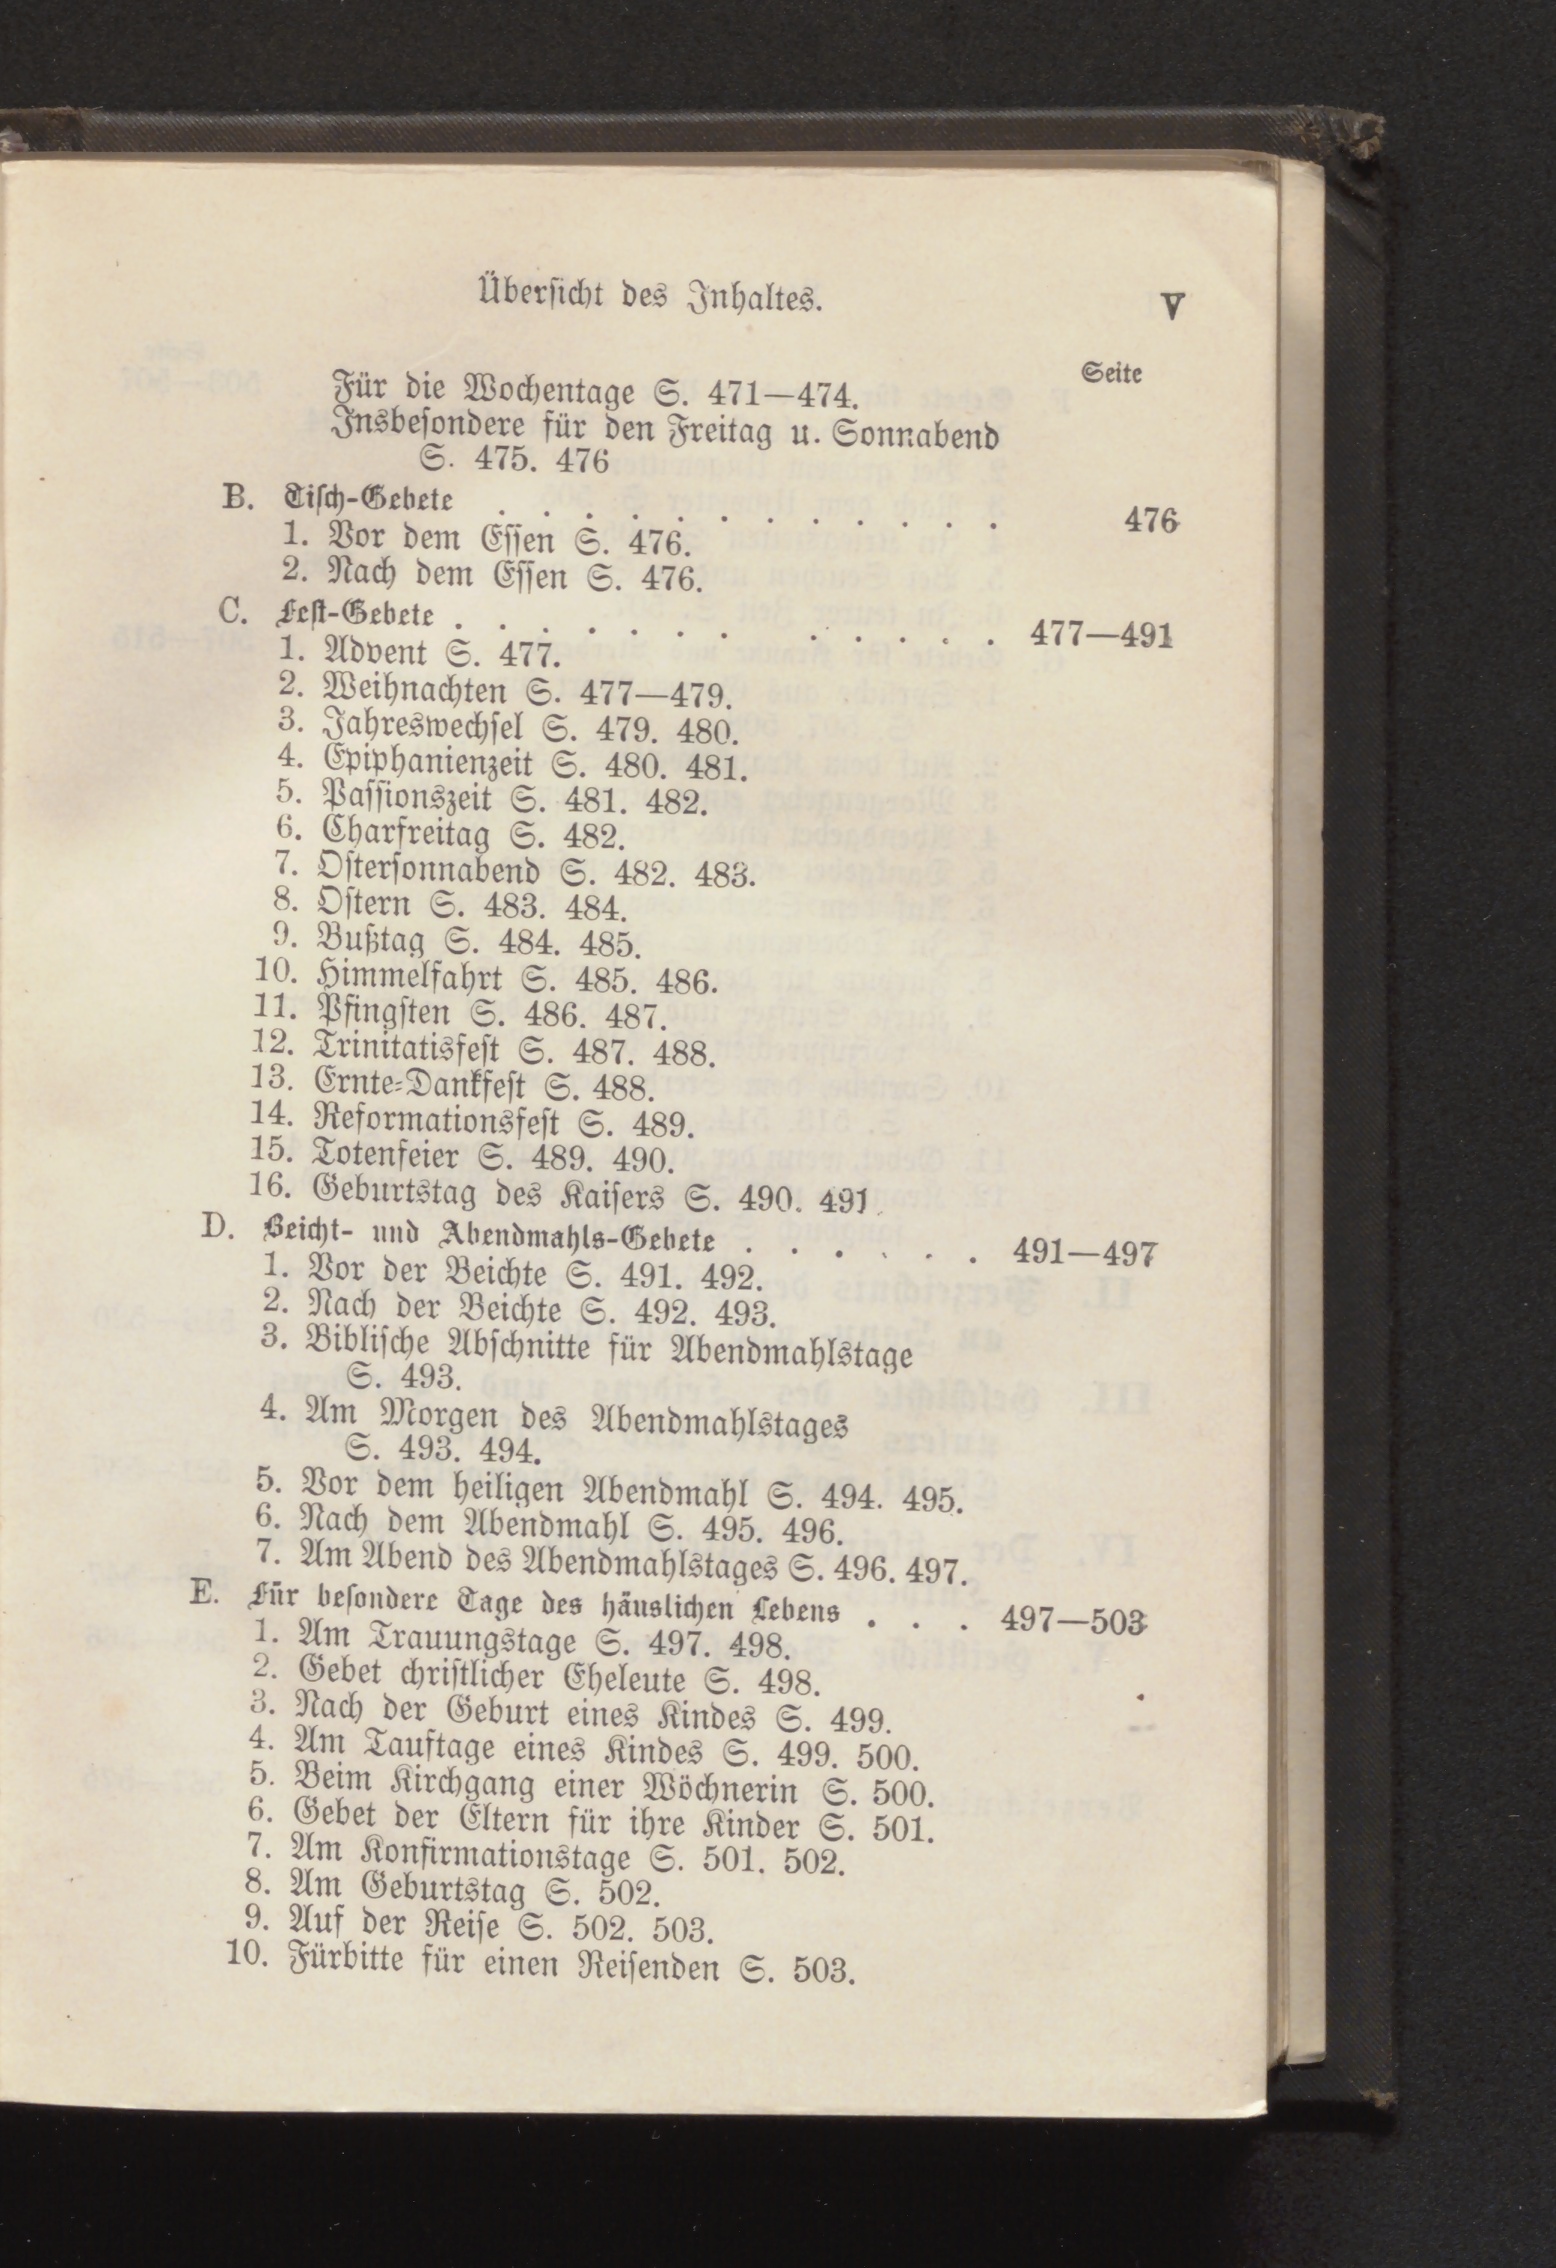 Übersicht des Inhaltes. V
Seite
Für die Wochentage S. 471—474.
Insbesondere für den Freitag u. Sonnabend
S. 475. 476
B. Tisch-Gebete . . . . . . . . . . . . 476
1. Vor dem Essen S. 476.
2. Nach dem Essen S. 476.
C. Fest-Gebete . . . . . . . . . . . . 477—491
1. Advent S. 477.
2. Weihnachten S. 477—479.
3. Jahreswechsel S. 479. 480.
4. Epiphanienzeit S. 480. 481.
5. Passionszeit S. 481. 482.
6. Charfreitag S. 482.
7. Ostersonnabend S. 482. 483.
8. Ostern S. 483. 484.
9. Bußtag S. 484. 485.
10. Himmelfahrt S. 485. 486.
11. Pfingsten S. 486. 487.
12. Trinitatisfest S. 487. 488.
13. Ernte-Dankfest S. 488.
14. Reformationsfest S. 489.
15. Totenfeier S. 489. 490.
16. Geburtstag des Kaisers S. 490. 491.
D. Beicht- und Abendmahls-Gebete . . . . . . 491—497
1. Vor der Beichte S. 491. 492.
2. Nach der Beichte S. 492. 493.
3. Biblische Abschnitte für Abendmahlstage
S. 493.
4. Am Morgen des Abendmahlstages
S. 493. 494.
5. Vor dem heiligen Abendmahl S. 494. 495.
6. Nach dem Abendmahl S. 495. 496.
7. Am Abend des Abendmahlstages S. 496. 497.
E. Für besondere Tage des häuslichen Lebens . . . 497—503
1. Am Trauungstage S. 497. 498.
2. Gebet christlicher Eheleute S. 498.
3. Nach der Geburt eines Kindes S. 499.
4. Am Tauftage eines Kindes S. 499. 500.
5. Beim Kirchgang einer Wöchnerin S. 500.
6. Gebet der Eltern für ihre Kinder S. 501.
7. Am Konfirmationstage S. 501. 502.
8. Am Geburtstag S. 502.
9. Auf der Reise S. 502. 503.
10. Fürbitte für einen Reisenden S. 503.